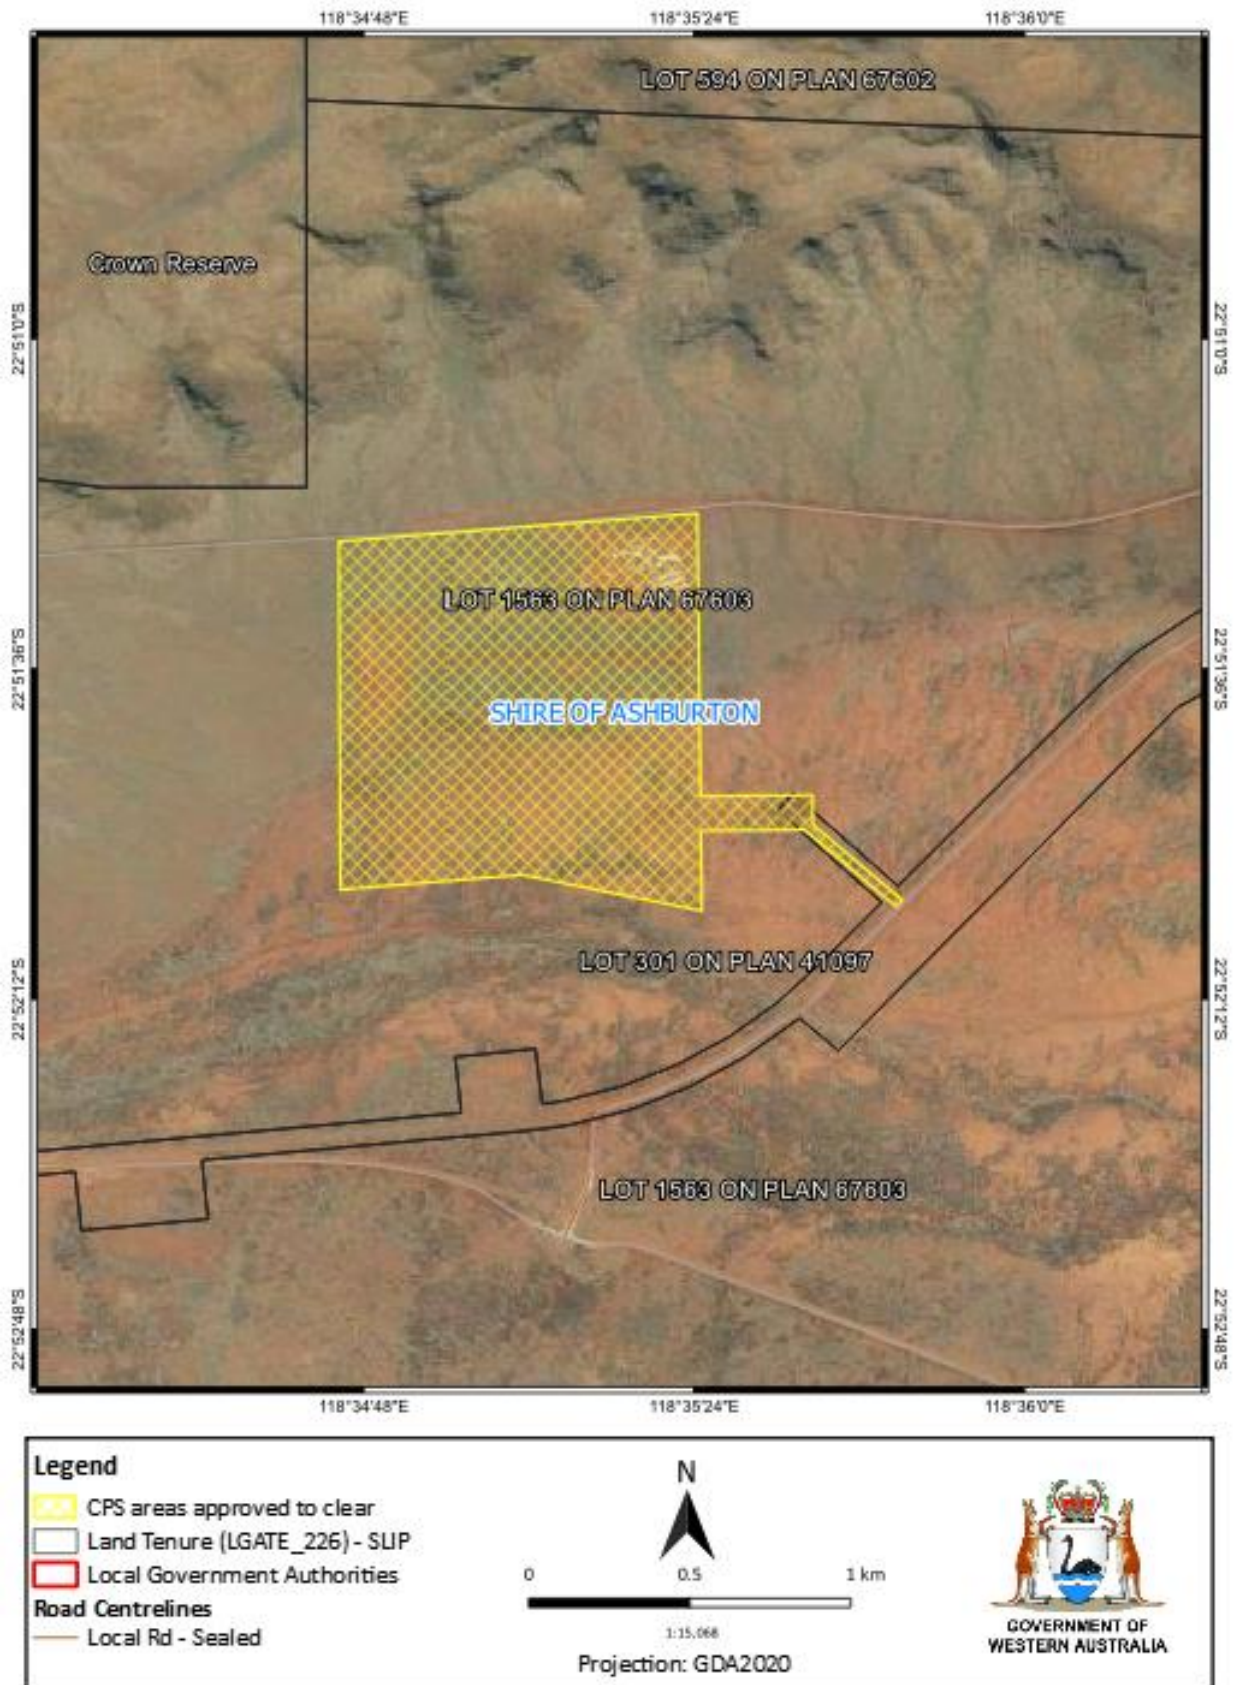 118°34'48"E 118°35'24"E 118°36'0"E
LOT 594 ON PLAN 67602
Crown Reserve
22°51'0"S 22°51'0"S
LOT 1563 ON PLAN 67603
22°51'36"S 22°51'36"S
SHIRE OF ASHBURTON
LOT 301 ON PLAN 41097
22°52'12"S 22°52'12"S
LOT 1563 ON PLAN 67603
22°52'48"S 22°52'48"S
118°34'48"E 118°35'24"E 118°36'0"E
Legend
CPS areas approved to clear
Land Tenure (LGATE_226) - SLIP
Local Government Authorities
Road Centrelines
Local Rd - Sealed
N
0 0.5 1 km
1:15,068
Projection: GDA2020
GOVERNMENT OF
WESTERN AUSTRALIA